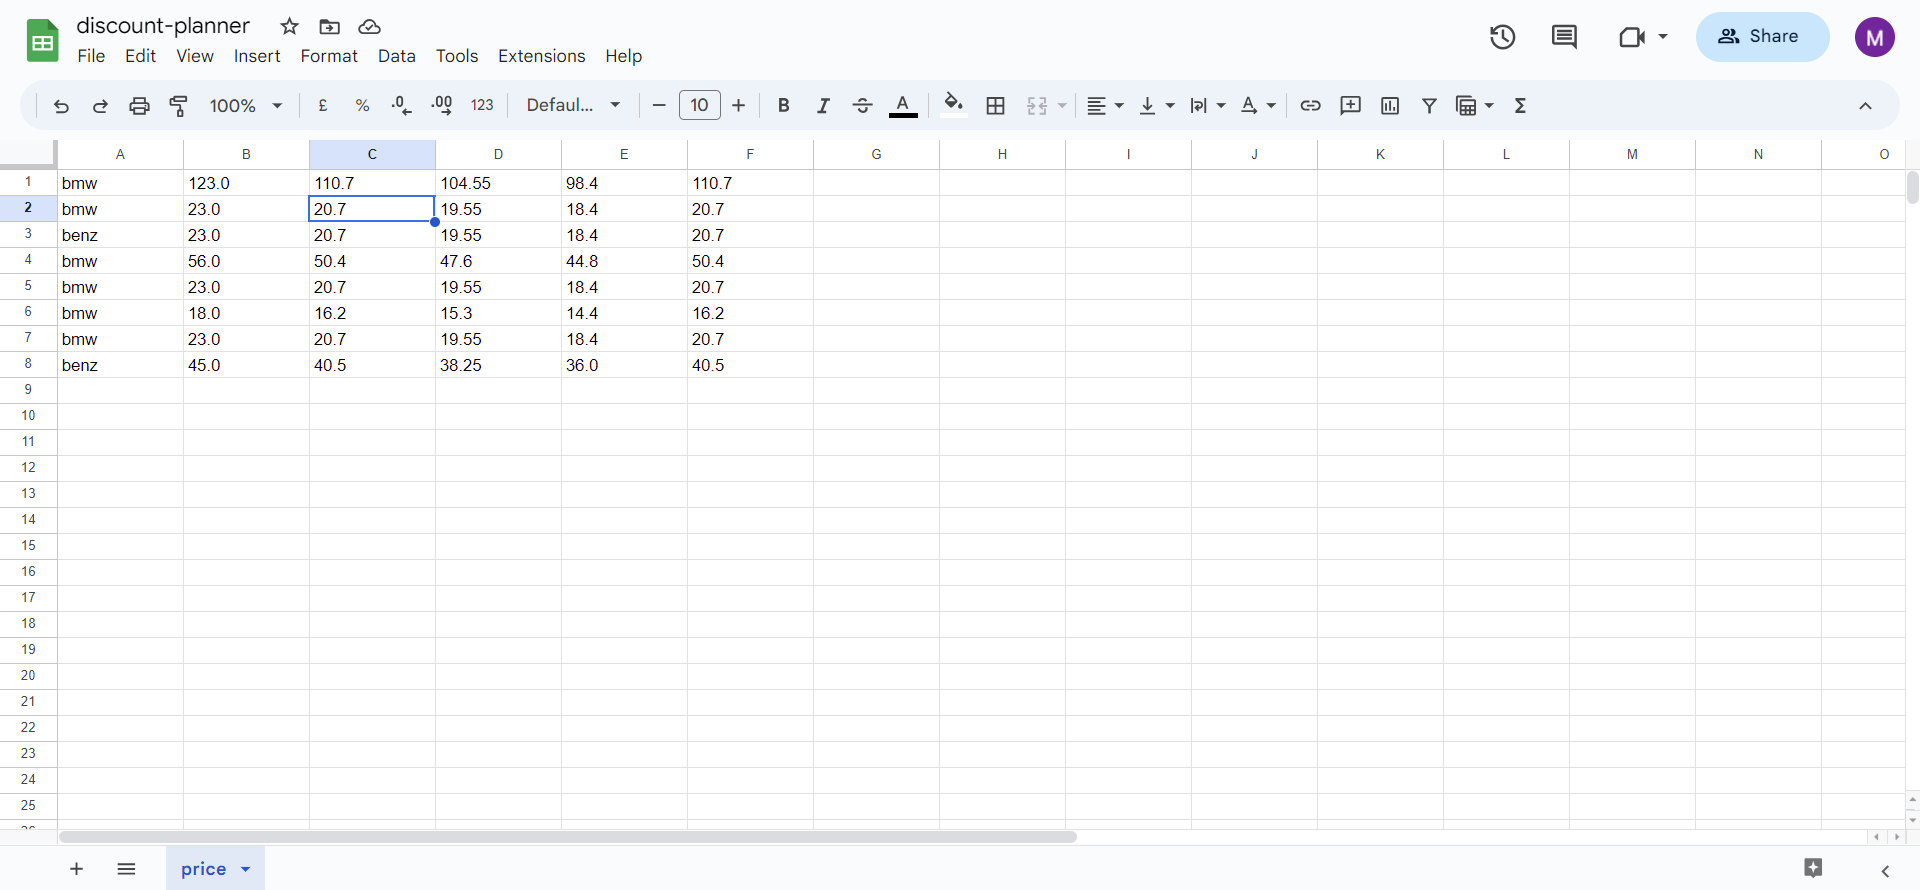 discount-planner
File Edit View Insert Format Data Tools Extensions Help
Share
M
100% £ % .0 .00 123 Defaul... 10 B I S A A Σ
A B C D E F G H I J K L M N O
1 bmw 123.0 110.7 104.55 98.4 110.7
2 bmw 23.0 20.7 19.55 18.4 20.7
3 benz 23.0 20.7 19.55 18.4 20.7
4 bmw 56.0 50.4 47.6 44.8 50.4
5 bmw 23.0 20.7 19.55 18.4 20.7
6 bmw 18.0 16.2 15.3 14.4 16.2
7 bmw 23.0 20.7 19.55 18.4 20.7
8 benz 45.0 40.5 38.25 36.0 40.5
9
10
11
12
13
14
15
16
17
18
19
20
21
22
23
24
25
price